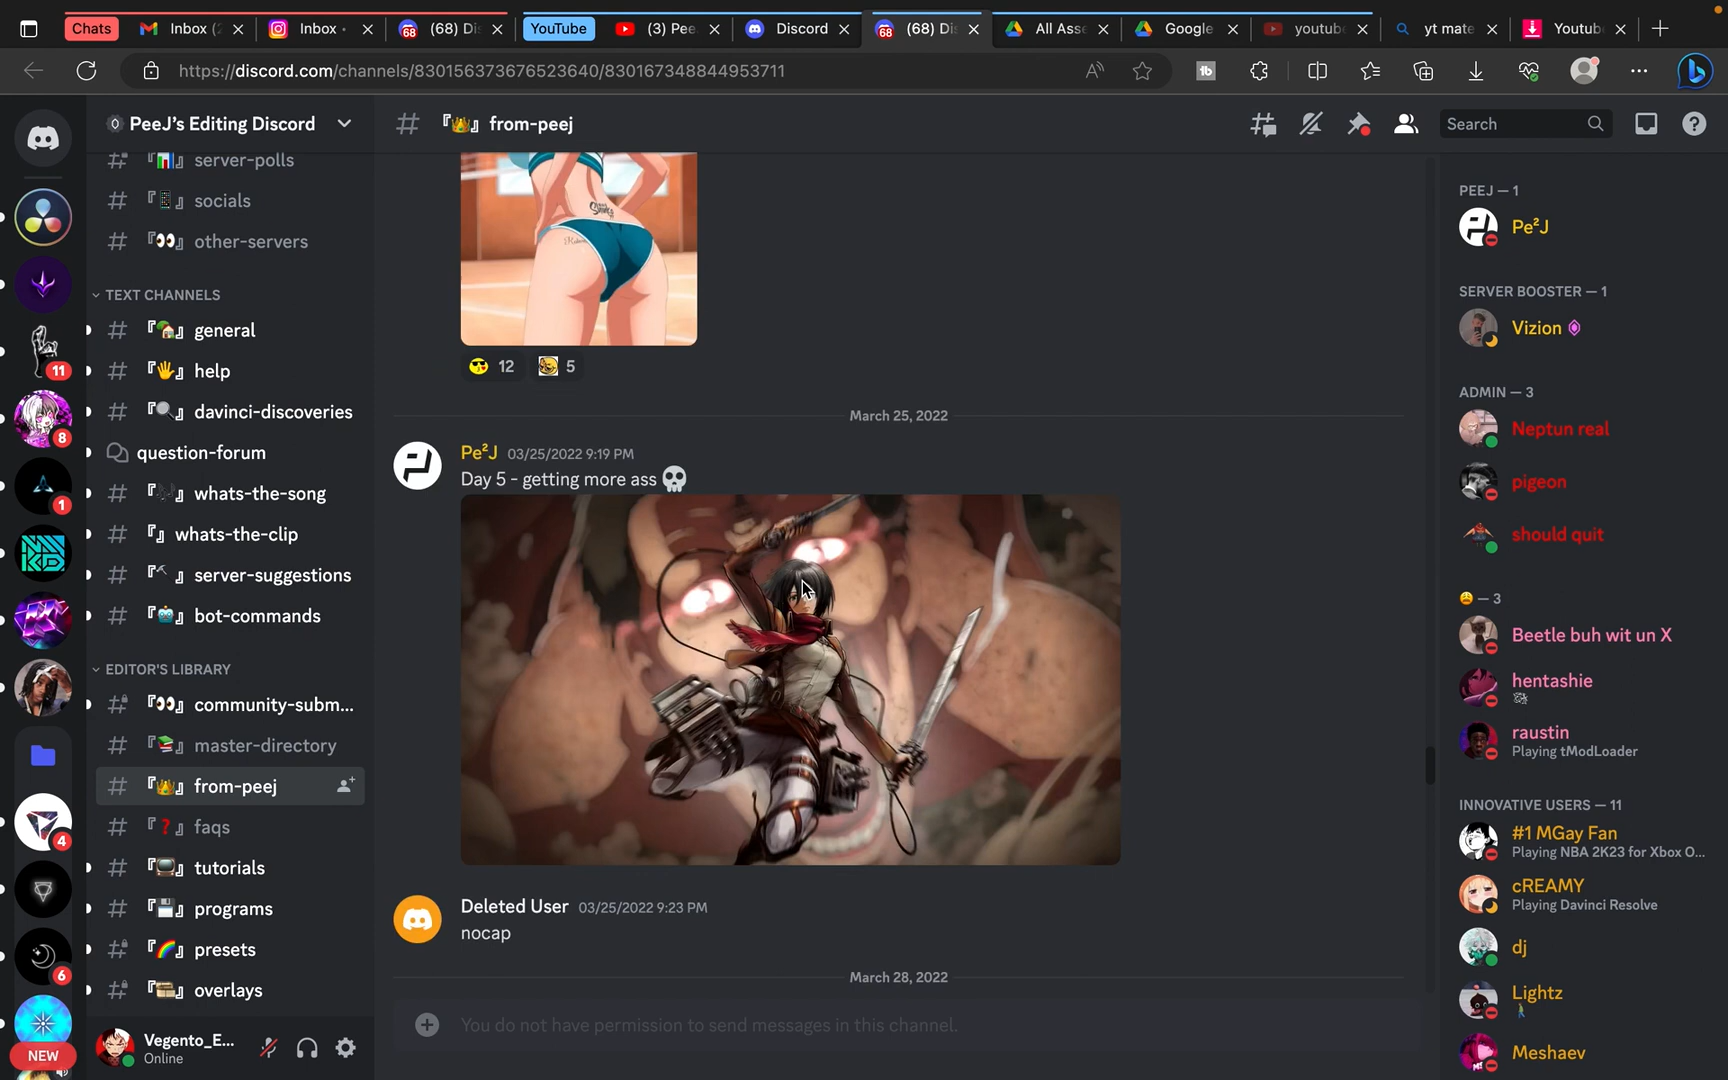 Chats
Inbox (2
Inbox ·
(68) Dis
YouTube
(3) Pee
Discord
(68) Dis
All Asse
Google
youtube
yt mate
Youtub
https://discord.com/channels/830156373676523640/830167348844953711
PeeJ's Editing Discord
『👑』 from-peej
Search
# 『📊』 server-polls
# 『📱』 socials
# 『👀』 other-servers
TEXT CHANNELS
# 『🏡』 general
# 『🖐』 help
# 『🔍』 davinci-discoveries
question-forum
# 『🎶』 whats-the-song
# 『』 whats-the-clip
# 『⛏』 server-suggestions
# 『🤖』 bot-commands
EDITOR'S LIBRARY
# 『👀』 community-subm...
# 『📚』 master-directory
# 『👑』 from-peej
# 『❓』 faqs
# 『📺』 tutorials
# 『💾』 programs
# 『🌈』 presets
# 『🗃』 overlays
11
8
1
4
6
NEW
Vegento_E...
Online
12
5
March 25, 2022
Pe²J 03/25/2022 9:19 PM
Day 5 - getting more ass 💀
Deleted User 03/25/2022 9:23 PM
nocap
March 28, 2022
You do not have permission to send messages in this channel.
PEEJ — 1
Pe²J
SERVER BOOSTER — 1
Vizion
ADMIN — 3
Neptun real
pigeon
should quit
😩 — 3
Beetle buh wit un X
hentashie
raustin
Playing tModLoader
INNOVATIVE USERS — 11
#1 MGay Fan
Playing NBA 2K23 for Xbox O...
cREAMY
Playing Davinci Resolve
dj
Lightz
Meshaev